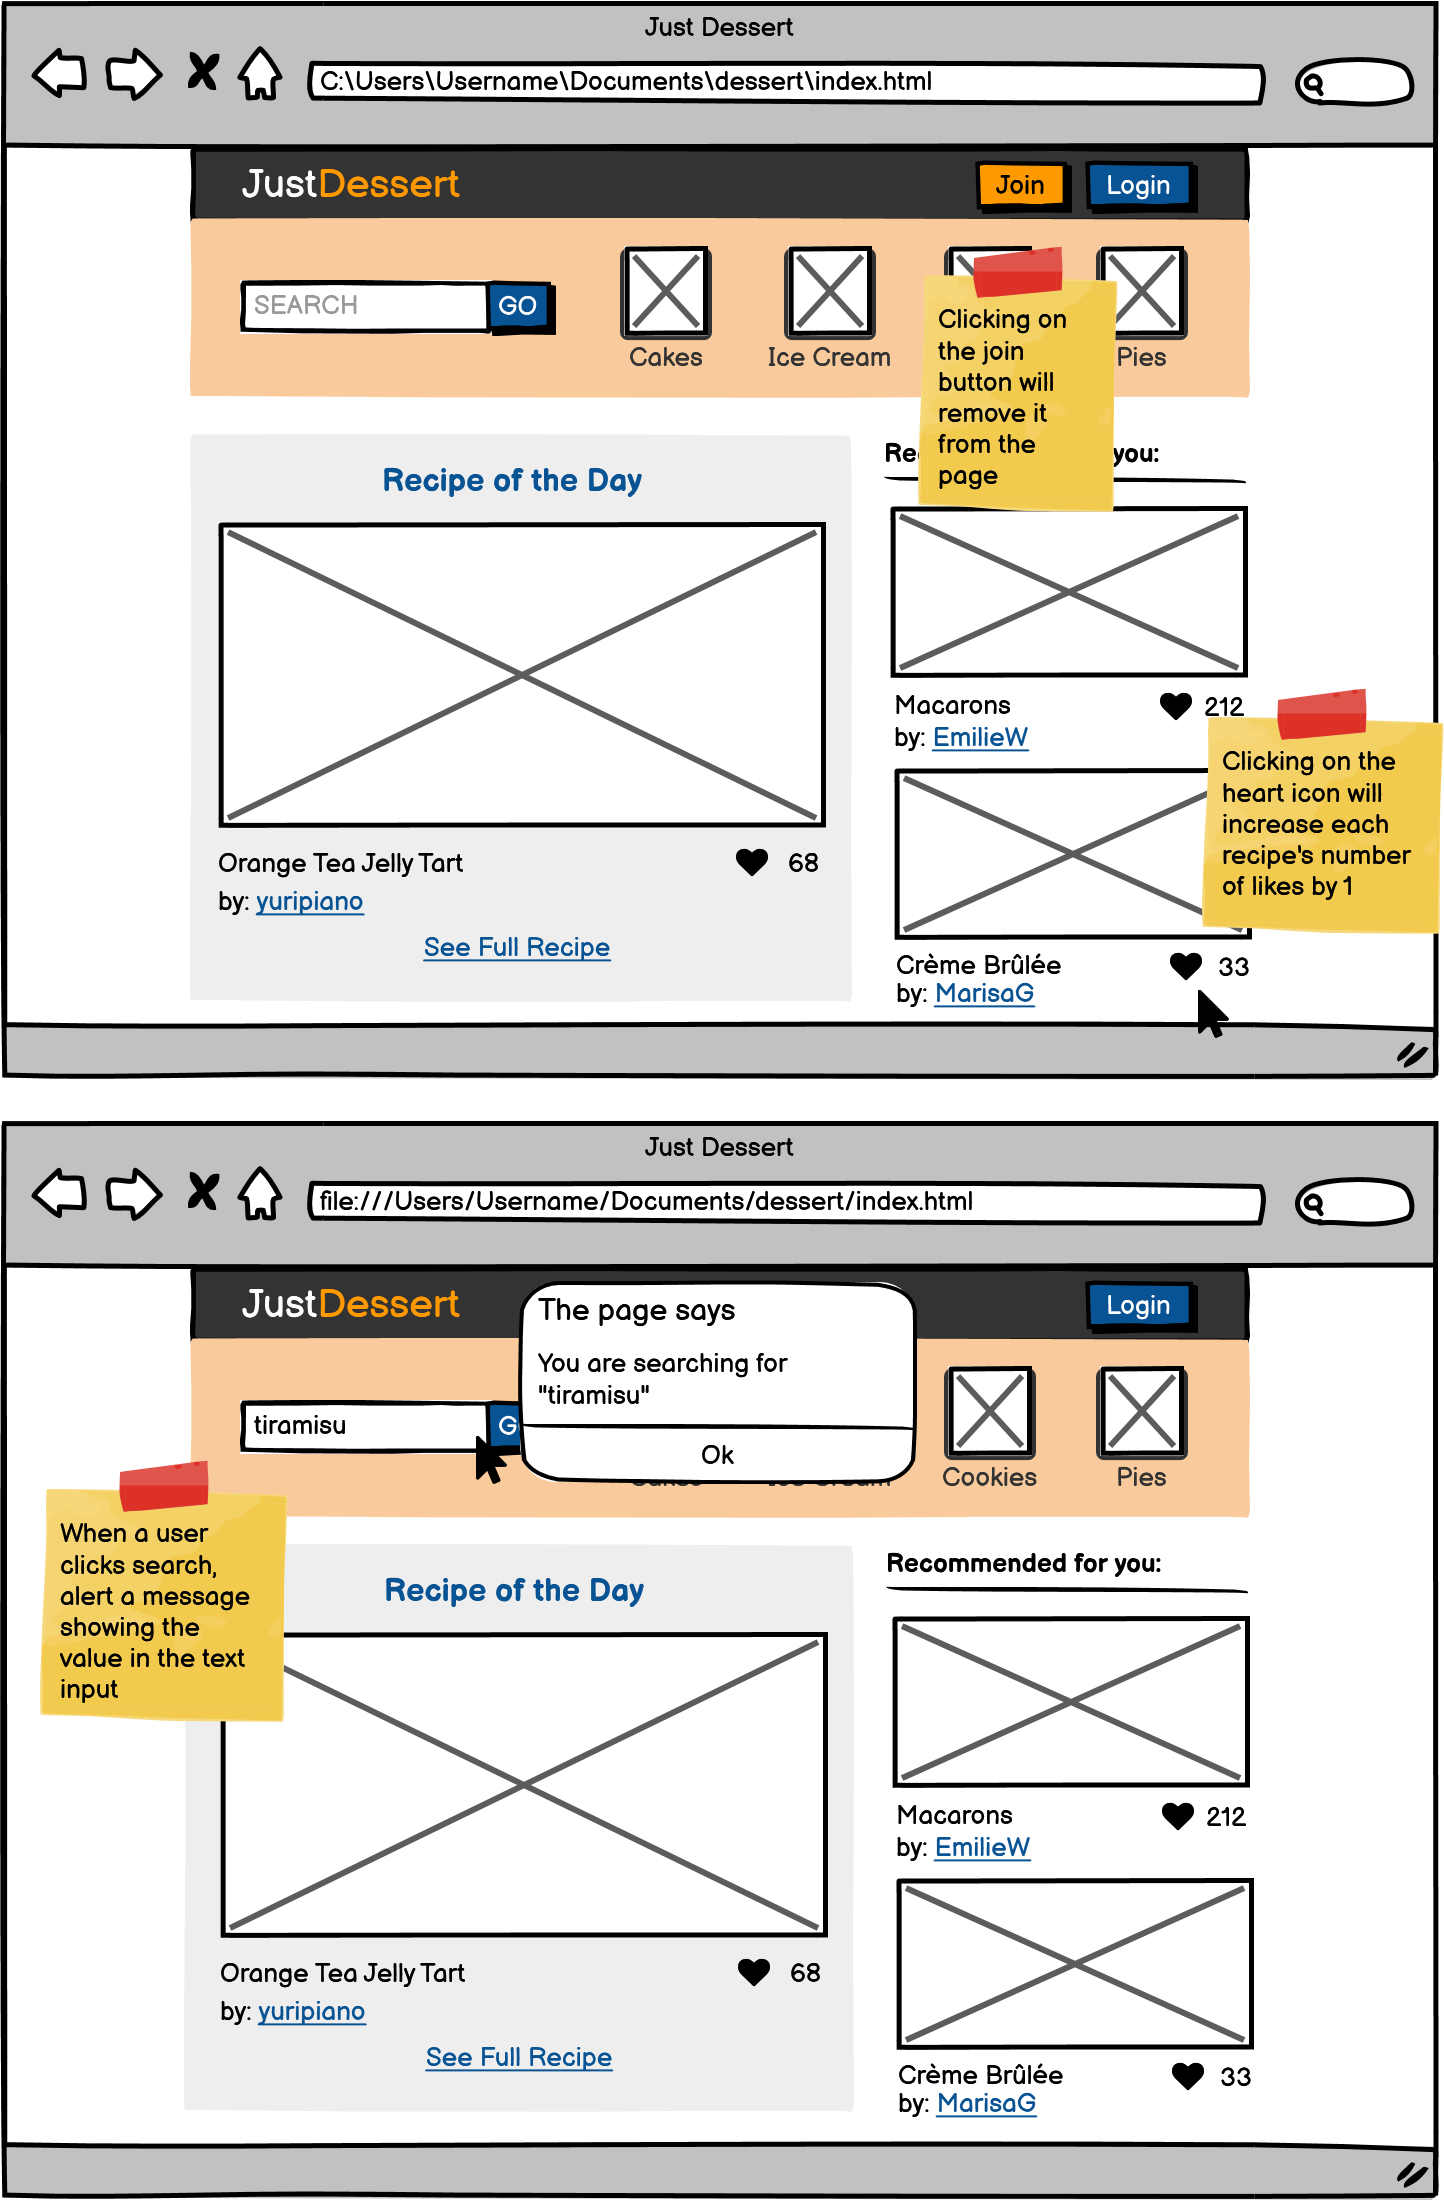 Just Dessert
C:\Users\Username\Documents\dessert\index.html
JustDessert
Join
Login
SEARCH
GO
Cakes
Ice Cream
Pies
Clicking on
the join
button will
remove it
from the
page
Recipe of the Day
you:
Orange Tea Jelly Tart
68
by: yuripiano
See Full Recipe
Macarons
212
by: EmilieW
Clicking on the
heart icon will
increase each
recipe's number
of likes by 1
Crème Brûlée
33
by: MarisaG
Just Dessert
file:///Users/Username/Documents/dessert/index.html
JustDessert
Login
The page says
You are searching for
"tiramisu"
Ok
tiramisu
Cookies
Pies
When a user
clicks search,
alert a message
showing the
value in the text
input
Recipe of the Day
Recommended for you:
Orange Tea Jelly Tart
68
by: yuripiano
See Full Recipe
Macarons
212
by: EmilieW
Crème Brûlée
33
by: MarisaG